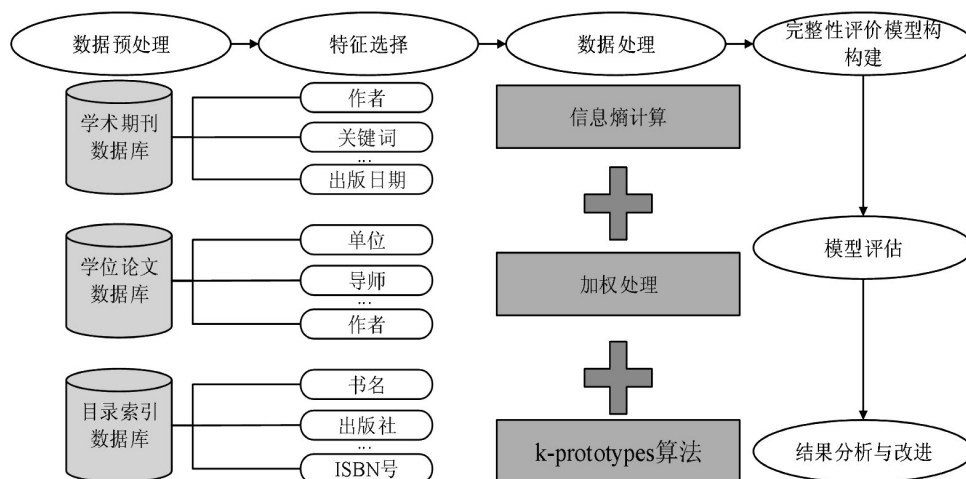 数据预处理
特征选择
数据处理
完整性评价模型构
构建
学术期刊
数据库
作者
关键词
...
出版日期
信息熵计算
学位论文
数据库
单位
导师
...
作者
加权处理
模型评估
目录索引
数据库
书名
出版社
...
ISBN号
k-prototypes算法
结果分析与改进